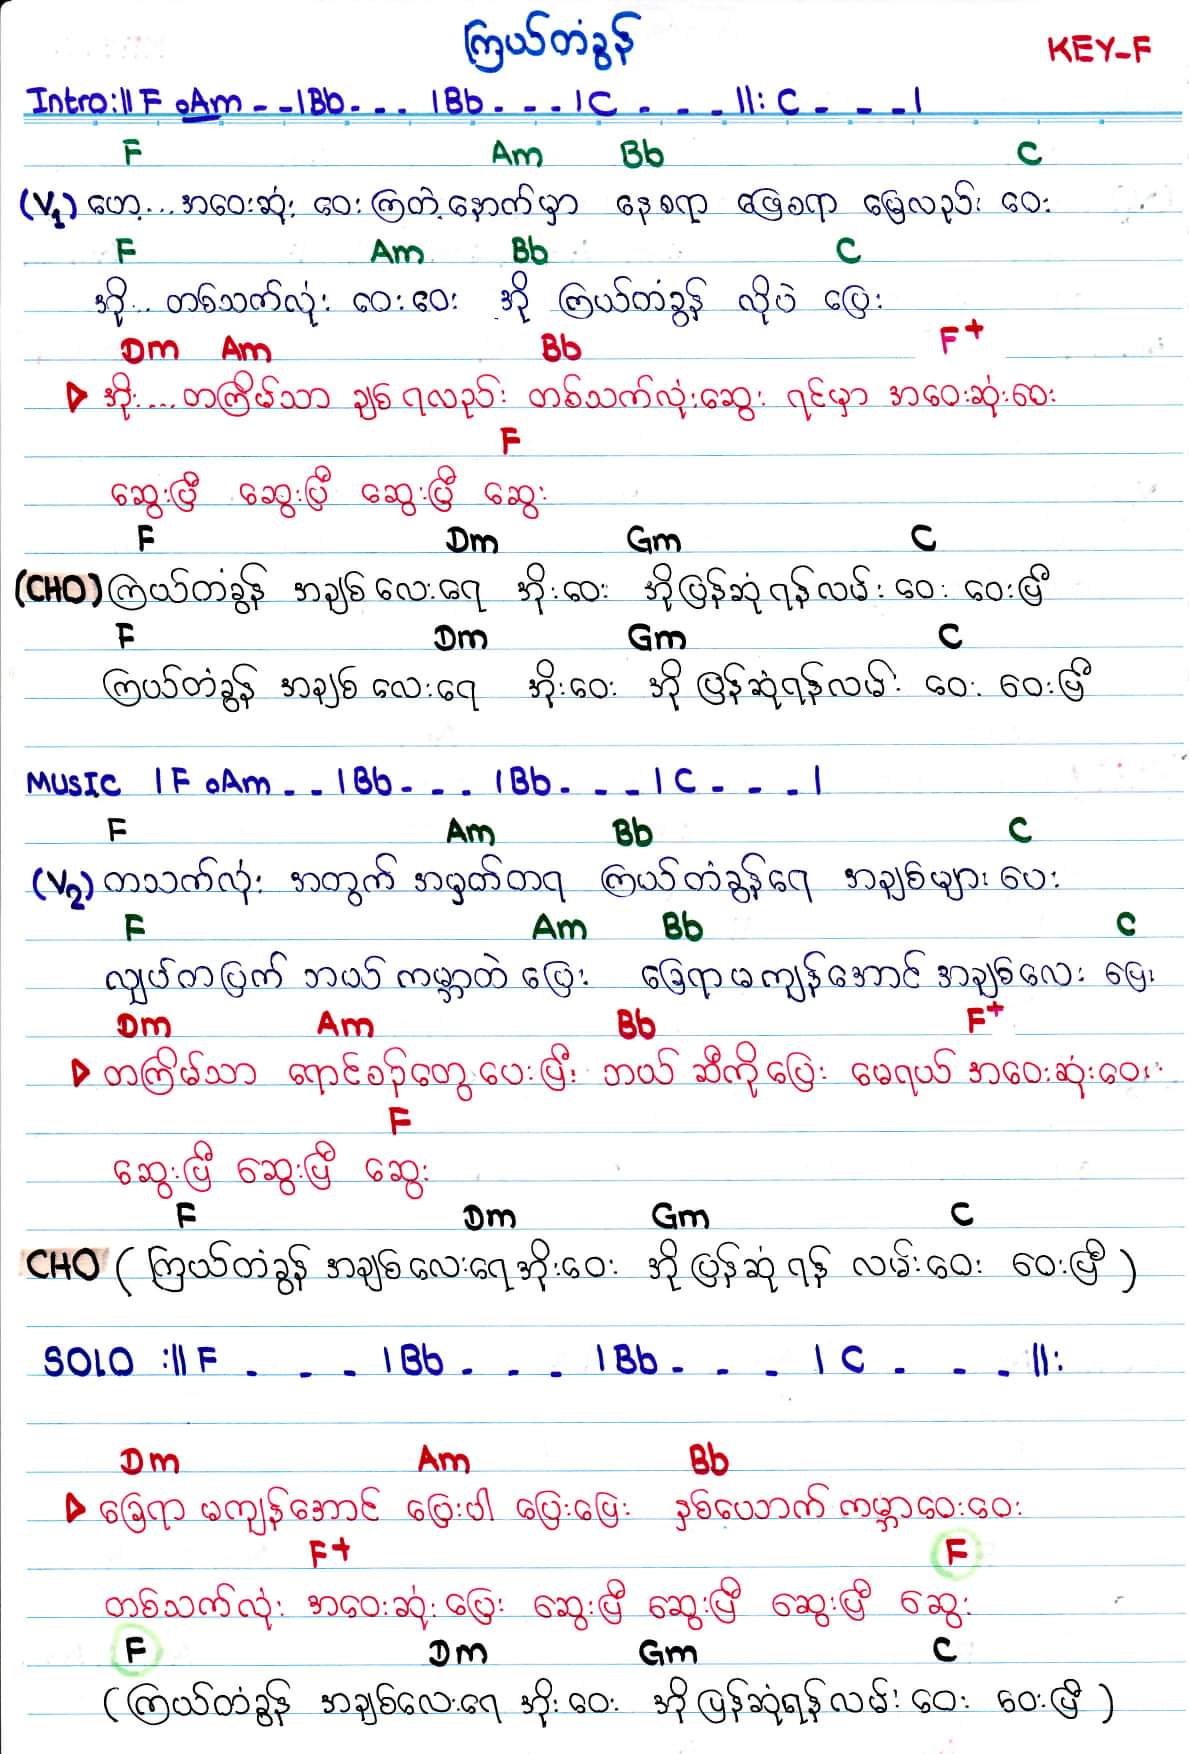 ကြယ်တံခွန်
KEY-F
Intro:|| F . Am - - | Bb - - - | Bb - - - | C - - - ||: C - - - |
F Am Bb C
(V1) ဟေ့... အဝေးဆုံး ဝေး ကြတဲ့ နောက်မှာ နေစရာ ဖြေစရာ မြေလည်း ဝေး
F Am Bb C
အို... တစ်သက်လုံး ဝေးဝေး အို ကြယ်တံခွန် လိုပဲ ပြေး
Dm Am Bb F+
အိုး... တကြိမ်သာ ချစ်ရလည်း တစ်သက်လုံးဆွေး ရင်မှာ အဝေးဆုံးဝေး
F
ဆွေးပြီ ဆွေးပြီ ဆွေးပြီ ဆွေး
F Dm Gm C
(CHO) ကြယ်တံခွန် အချစ်လေးရေ အိုးဝေး အို ပြန်ဆုံရန်လမ်း ဝေး ဝေးပြီ
F Dm Gm C
ကြယ်တံခွန် အချစ်လေးရေ အိုးဝေး အို ပြန်ဆုံရန်လမ်း ဝေး ဝေးပြီ
MUSIC | F . Am - - | Bb - - - | Bb - - - | C - - - |
F Am Bb C
(V2) တသက်လုံး အတွက် အမှတ်တရ ကြယ်တံခွန်ရေ အချစ်များ ပေး
F Am Bb C
လျှပ်တပြက် ဘယ် ကမ္ဘာတဲ ပြေး ခြေရာမကျန်အောင် အချစ်လေး ပြေး
Dm Am Bb F+
တကြိမ်သာ ရောင်စဉ်တွေ ပေးပြီး ဘယ် ဆီကို ပြေး မေရယ် အဝေးဆုံးဝေး
F
ဆွေးပြီ ဆွေးပြီ ဆွေး
F Dm Gm C
CHO ( ကြယ်တံခွန် အချစ်လေးရေ အိုးဝေး အို ပြန်ဆုံရန် လမ်းဝေး ဝေးပြီ )
SOLO :|| F - - - | Bb - - - | Bb - - - | C - - - ||:
Dm Am Bb
ခြေရာ မကျန်အောင် ပြေးပါ ပြေးပြေး နှစ်ယောက် ကမ္ဘာဝေးဝေး
F+ F
တစ်သက်လုံး အဝေးဆုံး ပြေး ဆွေးပြီ ဆွေးပြီ ဆွေးပြီ ဆွေး
F Dm Gm C
( ကြယ်တံခွန် အချစ်လေးရေ အိုးဝေး အို ပြန်ဆုံရန်လမ်း ဝေး ဝေးပြီ )